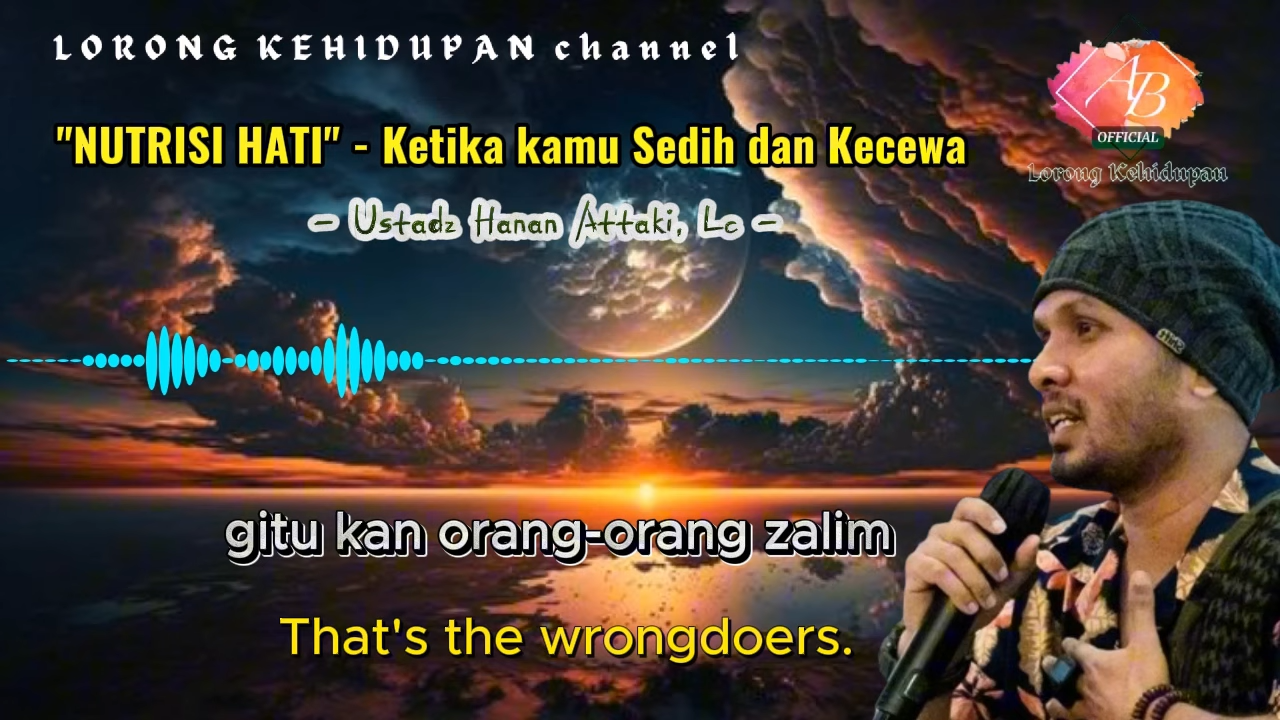 LORONG KEHIDUPAN channel
AB
OFFICIAL
Lorong Kehidupan
"NUTRISI HATI" - Ketika kamu Sedih dan Kecewa
- Ustadz Hanan Attaki, Lc -
gitu kan orang-orang zalim
That's the wrongdoers.